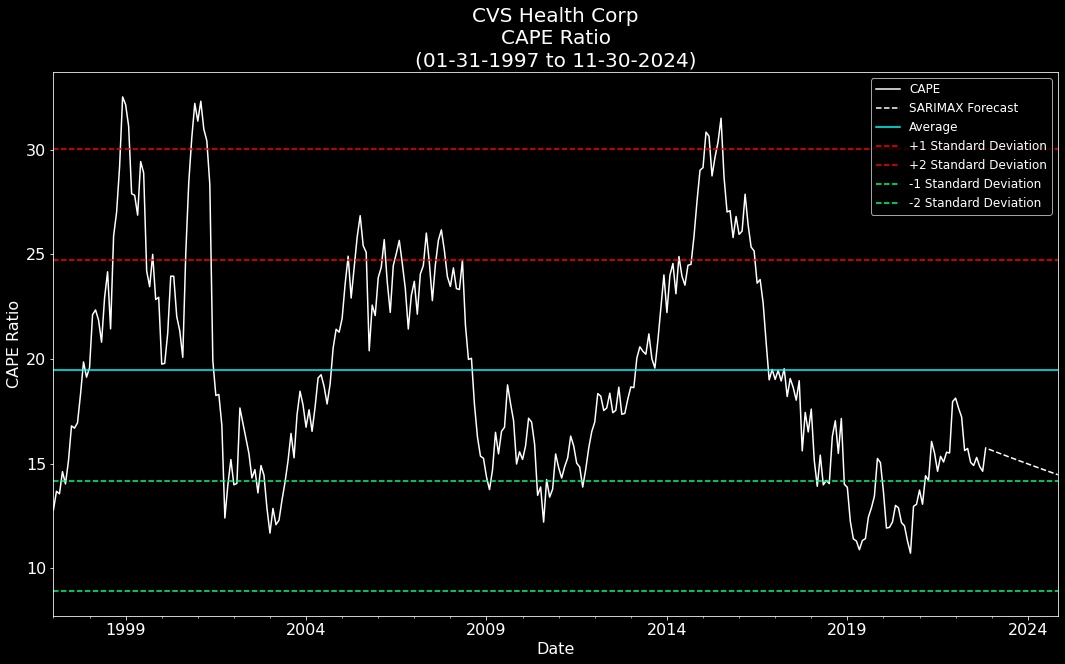 CVS Health Corp
CAPE Ratio
(01-31-1997 to 11-30-2024)
CAPE
SARIMAX Forecast
Average
+1 Standard Deviation
+2 Standard Deviation
-1 Standard Deviation
-2 Standard Deviation
CAPE Ratio
30
25
20
15
10
1999
2004
2009
2014
2019
2024
Date